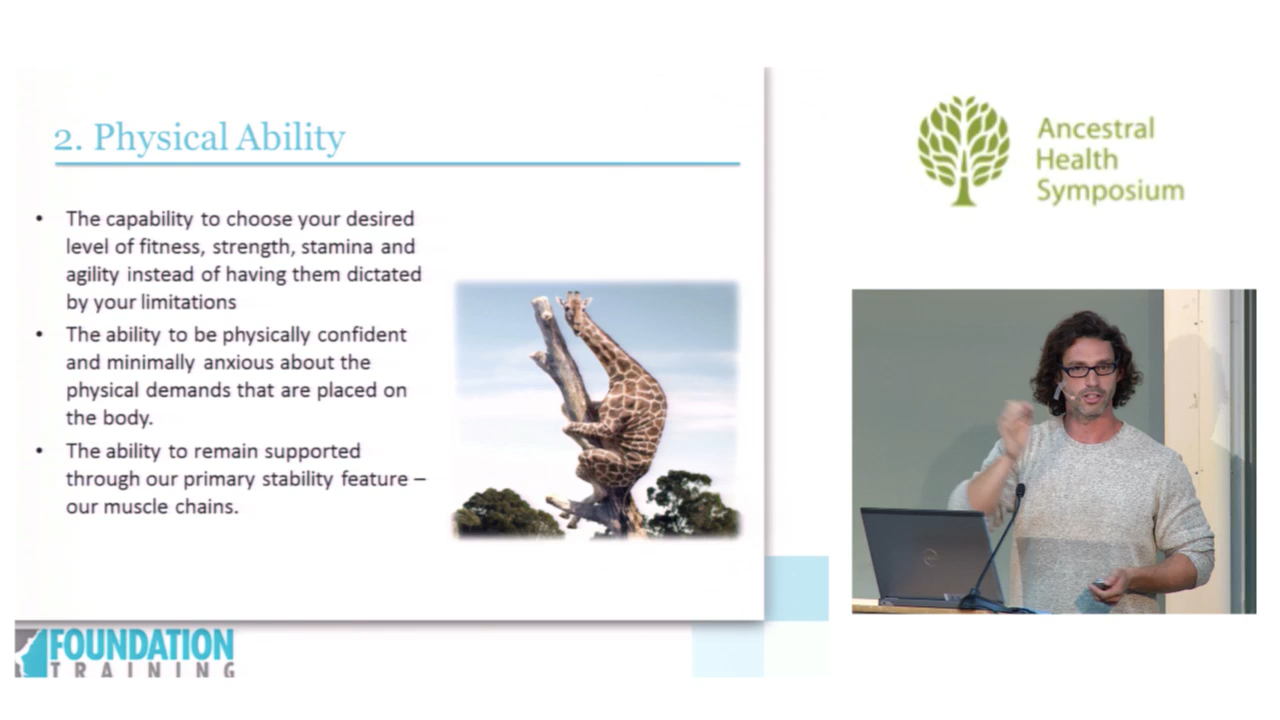 2. Physical Ability
• The capability to choose your desired
level of fitness, strength, stamina and
agility instead of having them dictated
by your limitations
• The ability to be physically confident
and minimally anxious about the
physical demands that are placed on
the body.
• The ability to remain supported
through our primary stability feature –
our muscle chains.
FOUNDATION
TRAINING
Ancestral
Health
Symposium